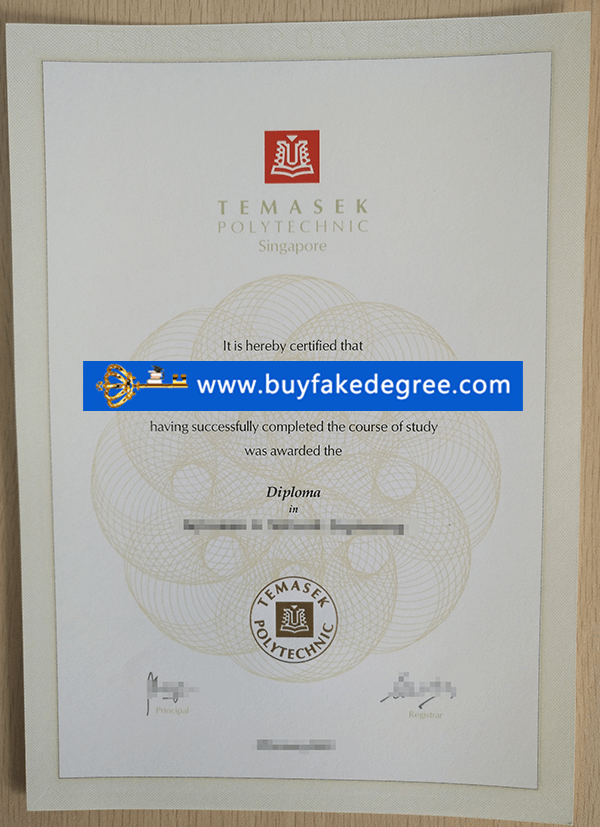 TEMASEK
POLYTECHNIC
Singapore
It is hereby certified that
www.buyfakedegree.com
having successfully completed the course of study
was awarded the
Diploma
in
TEMASEK
POLYTECHNIC
Principal
Registrar